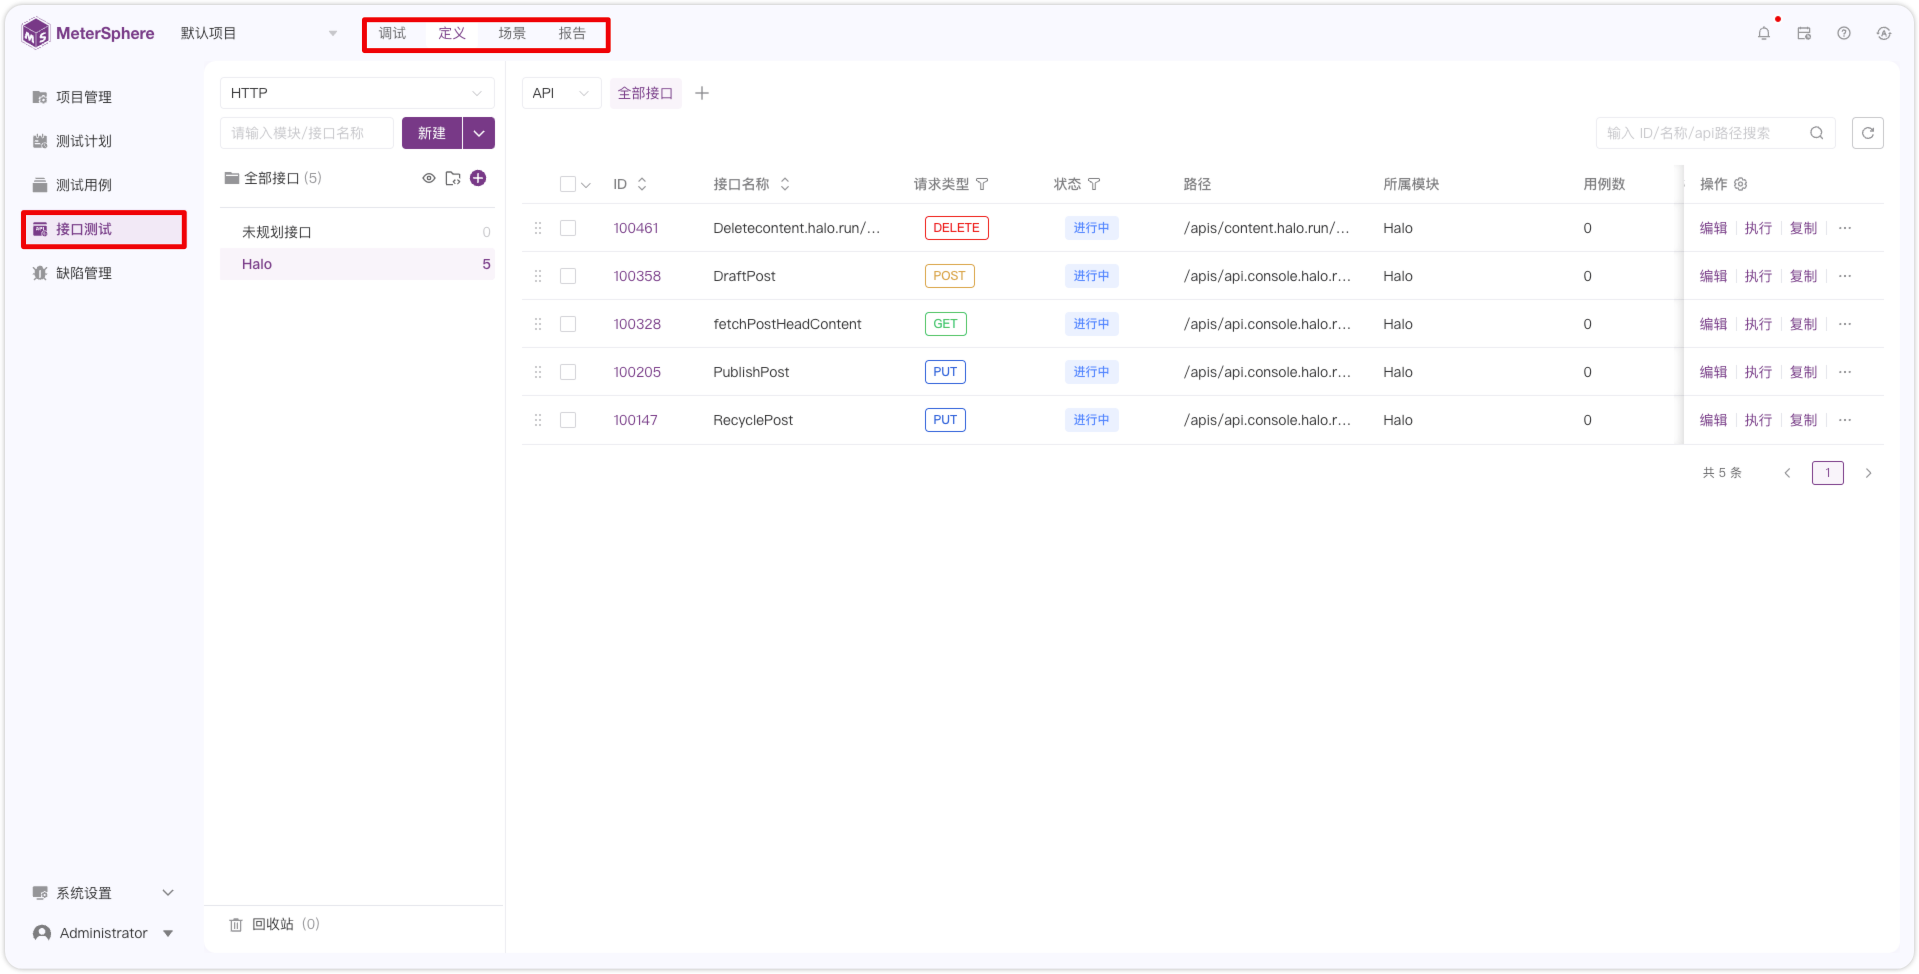 MeterSphere 默认项目 调试 定义 场景 报告
项目管理
测试计划
测试用例
接口测试
缺陷管理
系统设置
Administrator
HTTP
请输入模块/接口名称 新建
全部接口 (5)
未规划接口 0
Halo 5
回收站 (0)
API 全部接口
输入 ID/名称/api路径搜索
ID 接口名称 请求类型 状态 路径 所属模块 用例数 操作
100461 Deletecontent.halo.run/... DELETE 进行中 /apis/content.halo.run/... Halo 0 编辑 执行 复制 ···
100358 DraftPost POST 进行中 /apis/api.console.halo.r... Halo 0 编辑 执行 复制 ···
100328 fetchPostHeadContent GET 进行中 /apis/api.console.halo.r... Halo 0 编辑 执行 复制 ···
100205 PublishPost PUT 进行中 /apis/api.console.halo.r... Halo 0 编辑 执行 复制 ···
100147 RecyclePost PUT 进行中 /apis/api.console.halo.r... Halo 0 编辑 执行 复制 ···
共 5 条 1